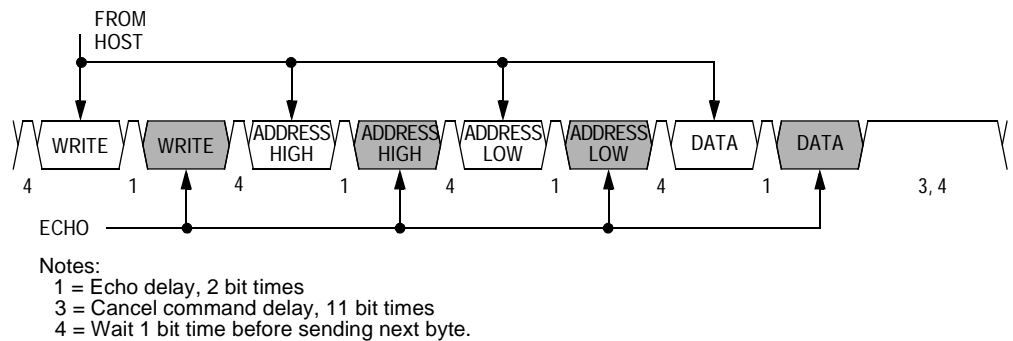 FROM
HOST
WRITE WRITE ADDRESS HIGH ADDRESS HIGH ADDRESS LOW ADDRESS LOW DATA DATA
4 1 4 1 4 1 4 1 3, 4
ECHO
Notes:
1 = Echo delay, 2 bit times
3 = Cancel command delay, 11 bit times
4 = Wait 1 bit time before sending next byte.